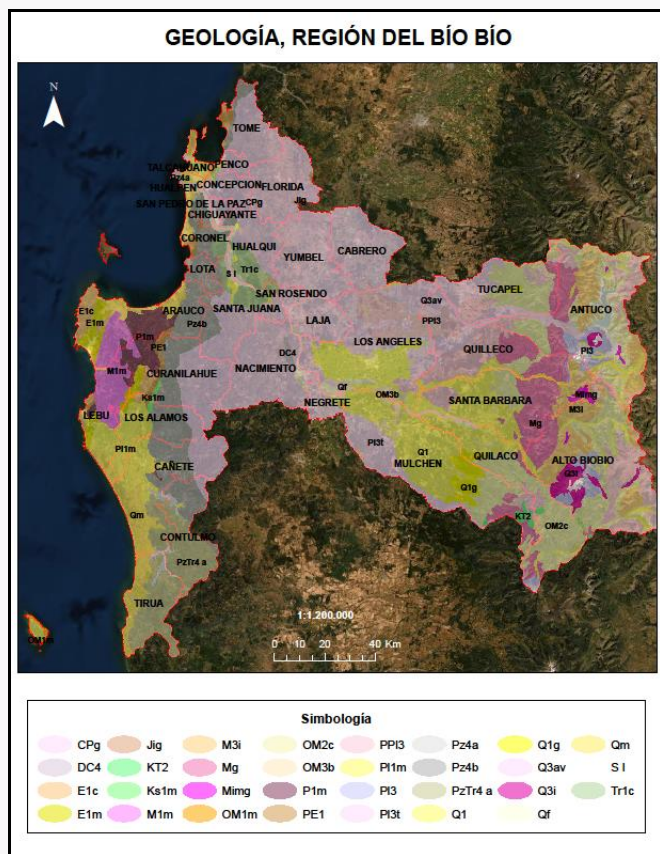 GEOLOGÍA, REGIÓN DEL BÍO BÍO
N
TOME
TALCAHUANO
PENCO
Pz4a
HUALPEN
CONCEPCION
FLORIDA
SAN PEDRO DE LA PAZ
CPg
Jig
CHIGUAYANTE
CORONEL
HUALQUI
YUMBEL
CABRERO
LOTA
S I
Tr1c
SAN ROSENDO
Q3av
TUCAPEL
E1c
E1m
ARAUCO
SANTA JUANA
LAJA
PPl3
ANTUCO
Pz4b
P1m
PE1
LOS ANGELES
QUILLECO
Pl3
DC4
M1m
CURANILAHUE
NACIMIENTO
Qf
OM3b
Ks1m
NEGRETE
SANTA BARBARA
Mimg
M3i
LEBU
LOS ALAMOS
Mg
Pl1m
Pl3t
Q1
MULCHEN
QUILACO
ALTO BIOBIO
CAÑETE
Q3i
Q1g
Qm
KT2
OM2c
CONTULMO
PzTr4 a
TIRUA
1:1.200.000
0 10 20 40 Km
OM1m
Simbología
CPg Jig M3i OM2c PPl3 Pz4a Q1g Qm
DC4 KT2 Mg OM3b Pl1m Pz4b Q3av S I
E1c Ks1m Mimg P1m Pl3 PzTr4 a Q3i Tr1c
E1m M1m OM1m PE1 Pl3t Q1 Qf